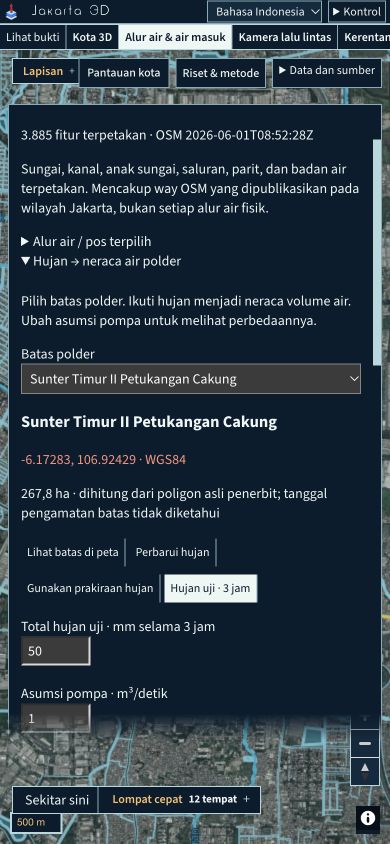 Jakarta 3D
Bahasa Indonesia
▶ Kontrol
Lihat bukti
Kota 3D
Alur air & air masuk
Kamera lalu lintas
Kerentan
Lapisan +
Pantauan kota
Riset & metode
▶ Data dan sumber
3.885 fitur terpetakan · OSM 2026-06-01T08:52:28Z
Sungai, kanal, anak sungai, saluran, parit, dan badan air
terpetakan. Mencakup way OSM yang dipublikasikan pada
wilayah Jakarta, bukan setiap alur air fisik.
▶ Alur air / pos terpilih
▼ Hujan → neraca air polder
Pilih batas polder. Ikuti hujan menjadi neraca volume air.
Ubah asumsi pompa untuk melihat perbedaannya.
Batas polder
Sunter Timur II Petukangan Cakung
Sunter Timur II Petukangan Cakung
-6.17283, 106.92429 · WGS84
267,8 ha · dihitung dari poligon asli penerbit; tanggal
pengamatan batas tidak diketahui
Lihat batas di peta
Perbarui hujan
Gunakan prakiraan hujan
Hujan uji · 3 jam
Total hujan uji · mm selama 3 jam
50
Asumsi pompa · m³/detik
1
Sekitar sini
Lompat cepat 12 tempat +
500 m